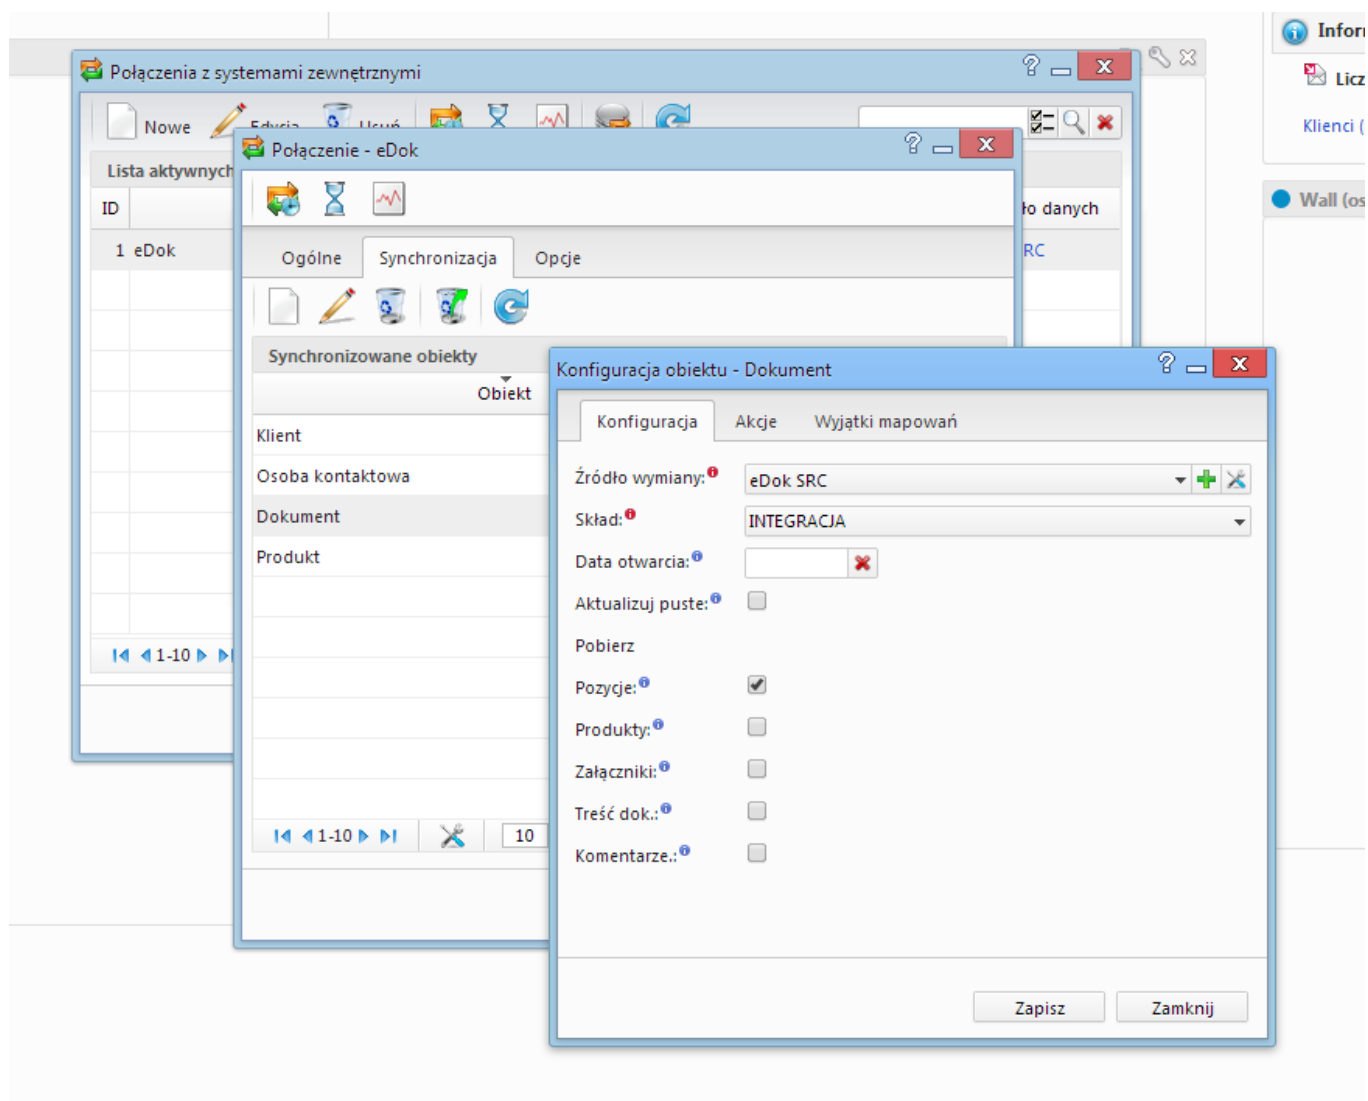 Infor
Licz
Klienci (
Wall (os
Połączenia z systemami zewnętrznymi
Nowe
Edycja
Usuń
Lista aktywnych
ID
ło danych
1 eDok
RC
1-10
Połączenie - eDok
Ogólne
Synchronizacja
Opcje
Synchronizowane obiekty
Obiekt
Klient
Osoba kontaktowa
Dokument
Produkt
1-10
10
Konfiguracja obiektu - Dokument
Konfiguracja
Akcje
Wyjątki mapowań
Źródło wymiany:
eDok SRC
Skład:
INTEGRACJA
Data otwarcia:
Aktualizuj puste:
Pobierz
Pozycje:
Produkty:
Załączniki:
Treść dok.:
Komentarze.:
Zapisz
Zamknij